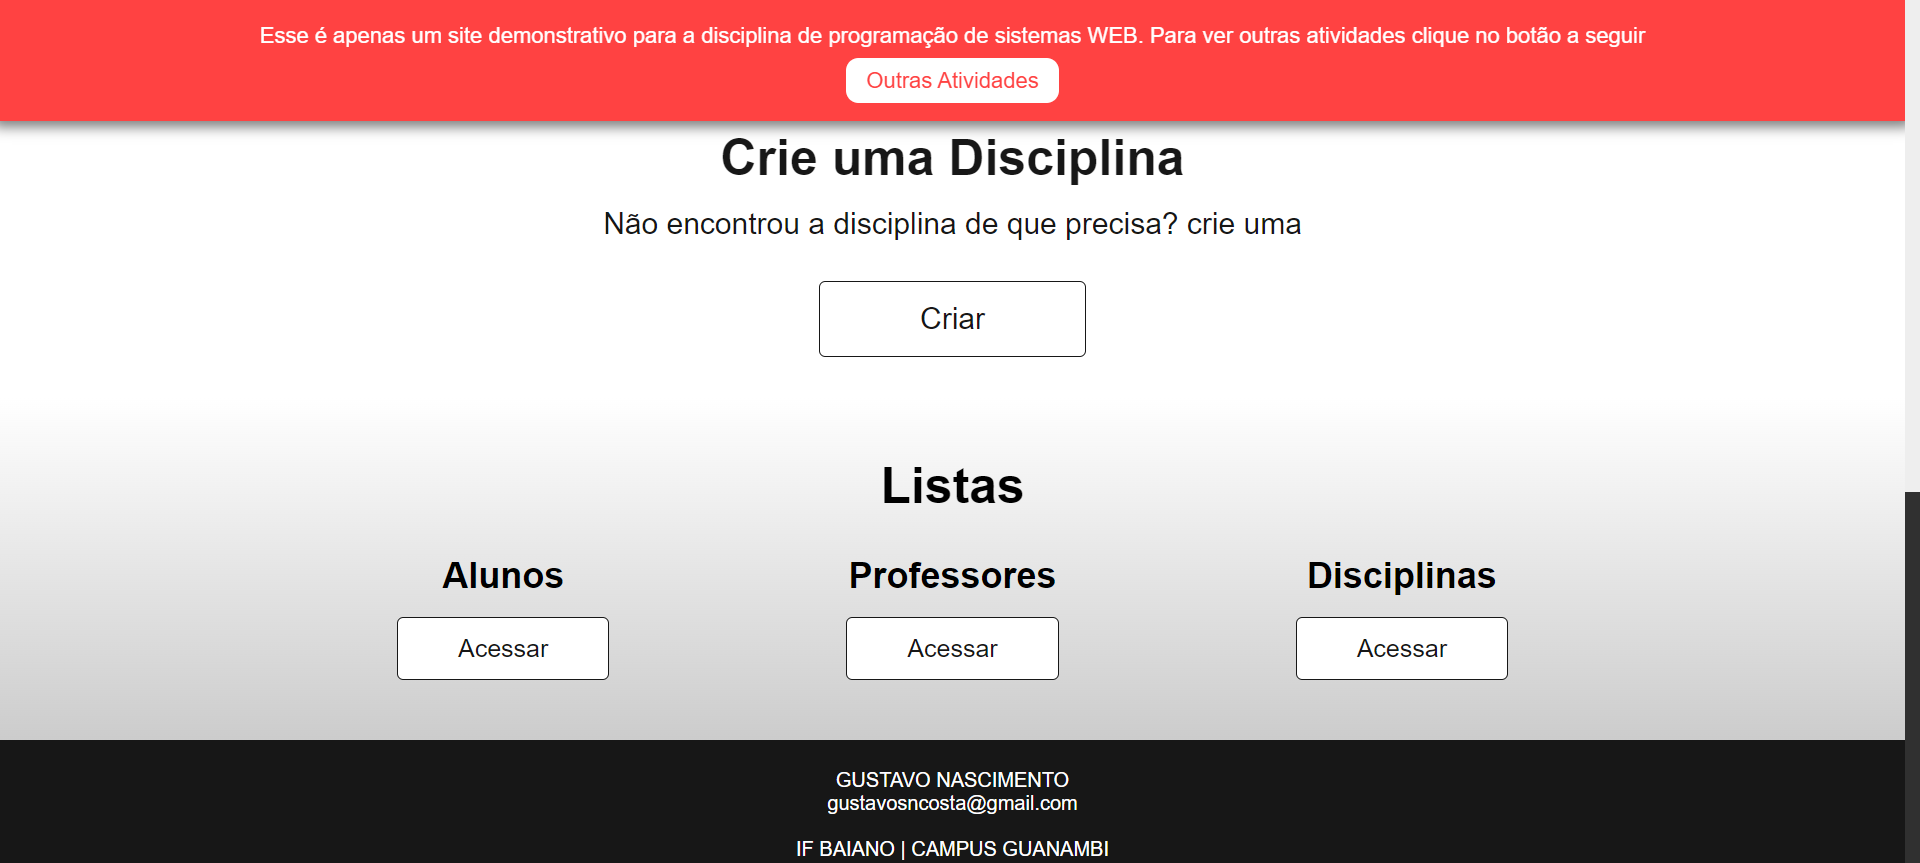 Esse é apenas um site demonstrativo para a disciplina de programação de sistemas WEB. Para ver outras atividades clique no botão a seguir
Outras Atividades
Crie uma Disciplina
Não encontrou a disciplina de que precisa? crie uma
Criar
Listas
Alunos
Professores
Disciplinas
Acessar
Acessar
Acessar
GUSTAVO NASCIMENTO
gustavosncosta@gmail.com
IF BAIANO | CAMPUS GUANAMBI